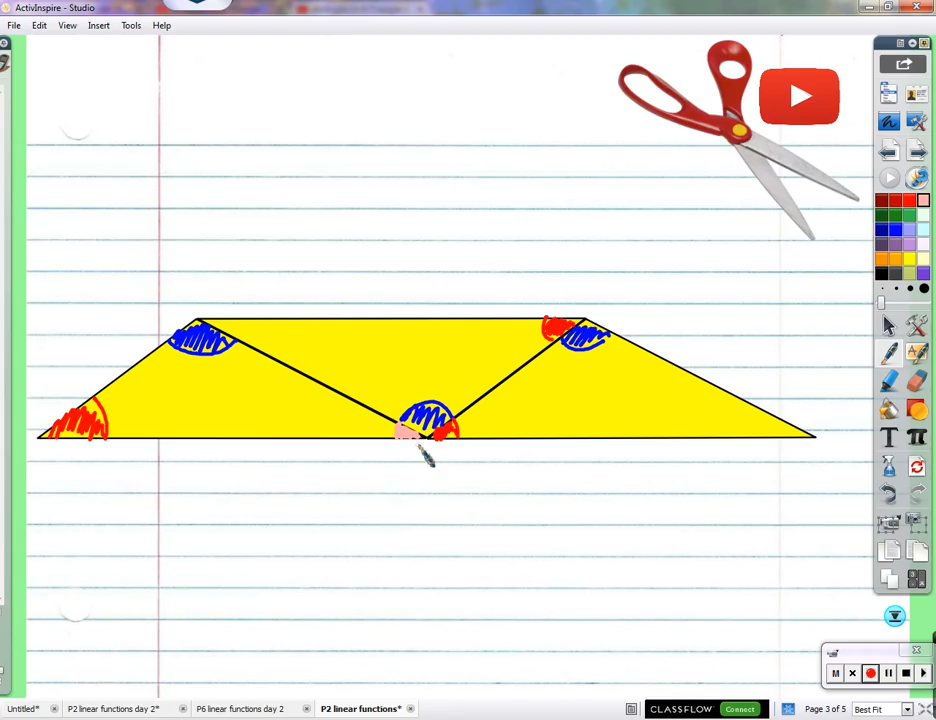 ActivInspire - Studio
File Edit View Insert Tools Help
M
Untitled* P2 linear functions day 2* P6 linear functions day 2 P2 linear functions* CLASSFLOW Connect Page 3 of 5 Best Fit